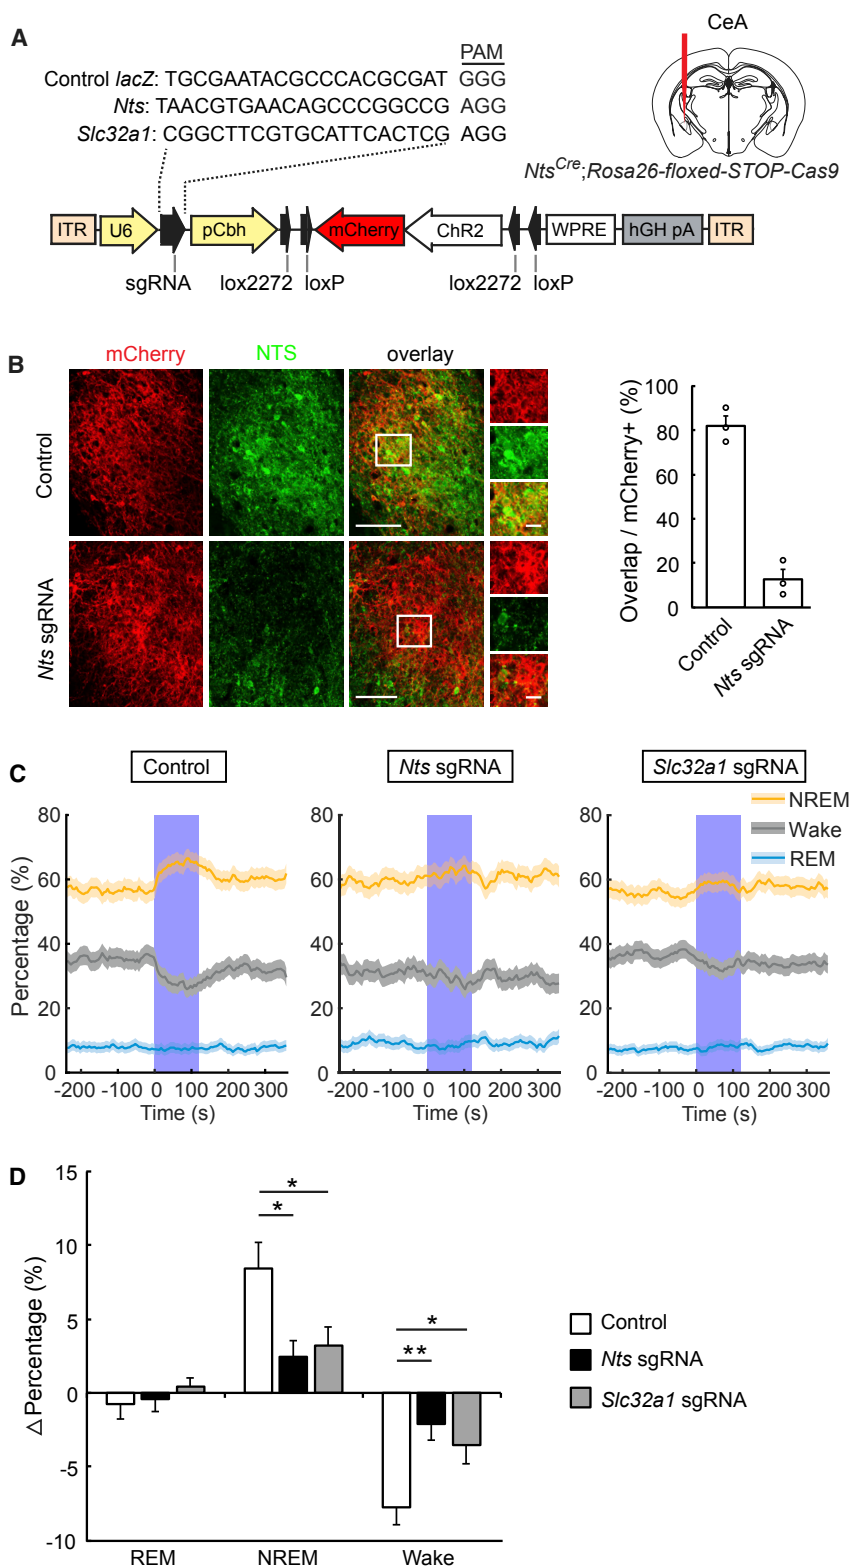 A
CeA
PAM
Control lacZ: TGCGAATACGCCCACGCGAT GGG
Nts: TAACGTGAACAGCCCGGCCG AGG
Slc32a1: CGGCTTCGTGCATTCACTCG AGG
Nts^Cre;Rosa26-floxed-STOP-Cas9
ITR U6 pCbh mCherry ChR2 WPRE hGH pA ITR
sgRNA lox2272 loxP lox2272 loxP
B
mCherry NTS overlay
Control
Nts sgRNA
Overlap / mCherry+ (%)
100
80
60
40
20
0
Control
Nts sgRNA
C
Control Nts sgRNA Slc32a1 sgRNA
NREM
Wake
REM
Percentage (%)
80 80 80
60 60 60
40 40 40
20 20 20
0 0 0
-200 -100 0 100 200 300 -200 -100 0 100 200 300 -200 -100 0 100 200 300
Time (s) Time (s) Time (s)
D
Δ Percentage (%)
15
10
5
0
-5
-10
*
*
*
**
REM NREM Wake
Control
Nts sgRNA
Slc32a1 sgRNA